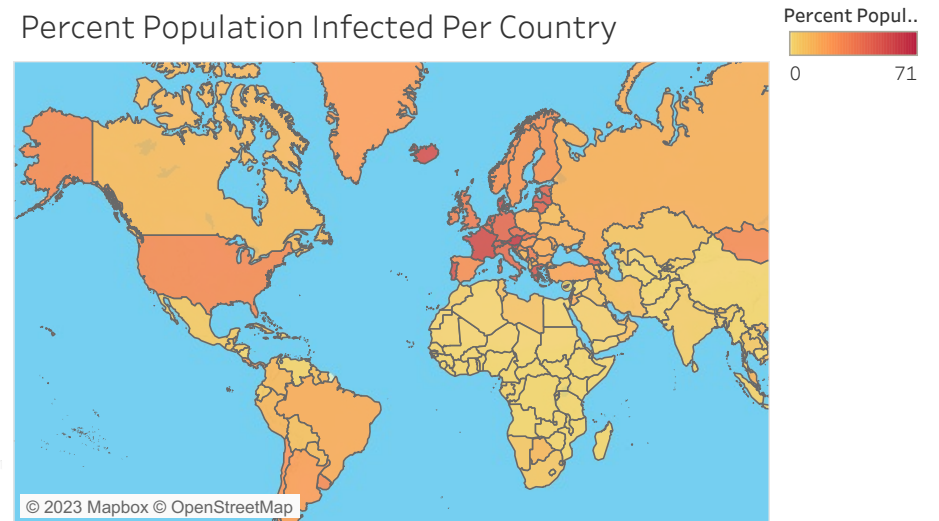 Percent Population Infected Per Country
Percent Popul..
0 71
© 2023 Mapbox © OpenStreetMap